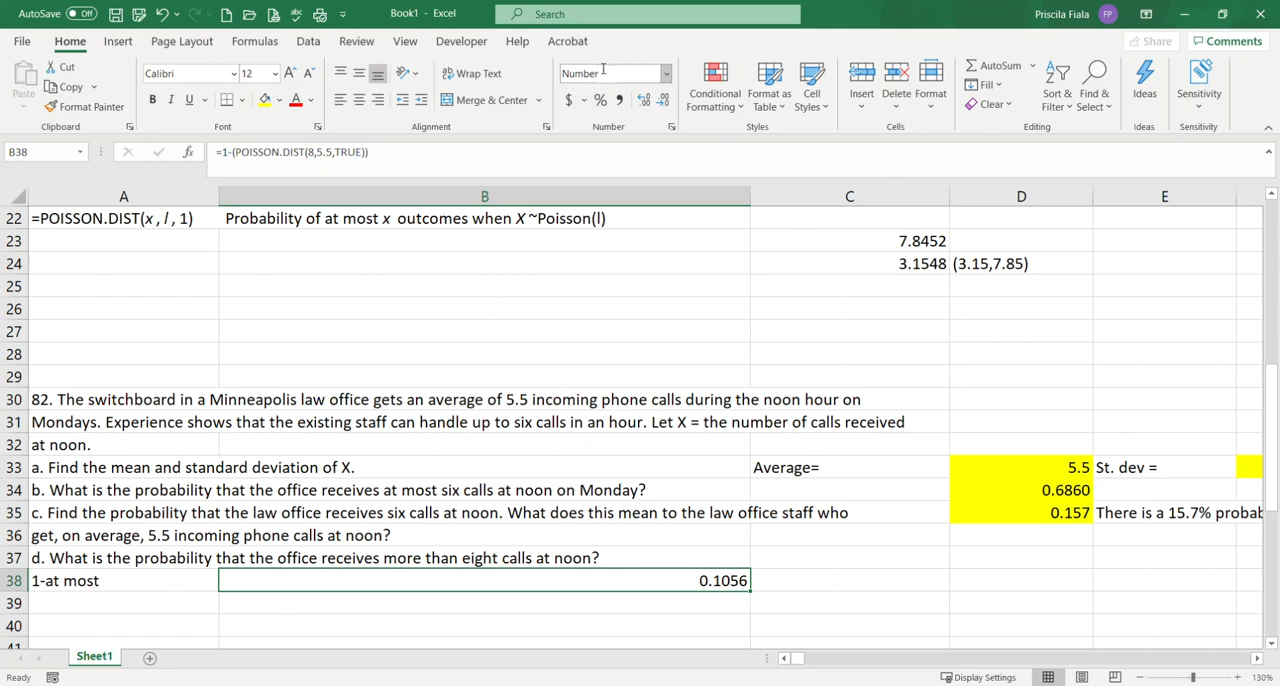 AutoSave Off Book1 - Excel Search Priscila Fiala FP
File Home Insert Page Layout Formulas Data Review View Developer Help Acrobat Share Comments
Paste Cut Copy Format Painter Clipboard
Calibri 12 A A B I U A Font
Wrap Text Merge & Center Alignment
Number $ % , Number
Conditional Formatting Format as Table Cell Styles Styles
Insert Delete Format Cells
AutoSum Fill Clear Sort & Filter Find & Select Editing
Ideas Ideas
Sensitivity Sensitivity
B38 fx =1-(POISSON.DIST(8,5.5,TRUE))
A B C D E
22 =POISSON.DIST(x , l , 1) Probability of at most x outcomes when X ~Poisson(l)
23 7.8452
24 3.1548 (3.15,7.85)
25
26
27
28
29
30 82. The switchboard in a Minneapolis law office gets an average of 5.5 incoming phone calls during the noon hour on
31 Mondays. Experience shows that the existing staff can handle up to six calls in an hour. Let X = the number of calls received
32 at noon.
33 a. Find the mean and standard deviation of X. Average= 5.5 St. dev =
34 b. What is the probability that the office receives at most six calls at noon on Monday? 0.6860
35 c. Find the probability that the law office receives six calls at noon. What does this mean to the law office staff who 0.157 There is a 15.7% probab
36 get, on average, 5.5 incoming phone calls at noon?
37 d. What is the probability that the office receives more than eight calls at noon?
38 1-at most 0.1056
39
40
41
Sheet1
Ready Display Settings 130%